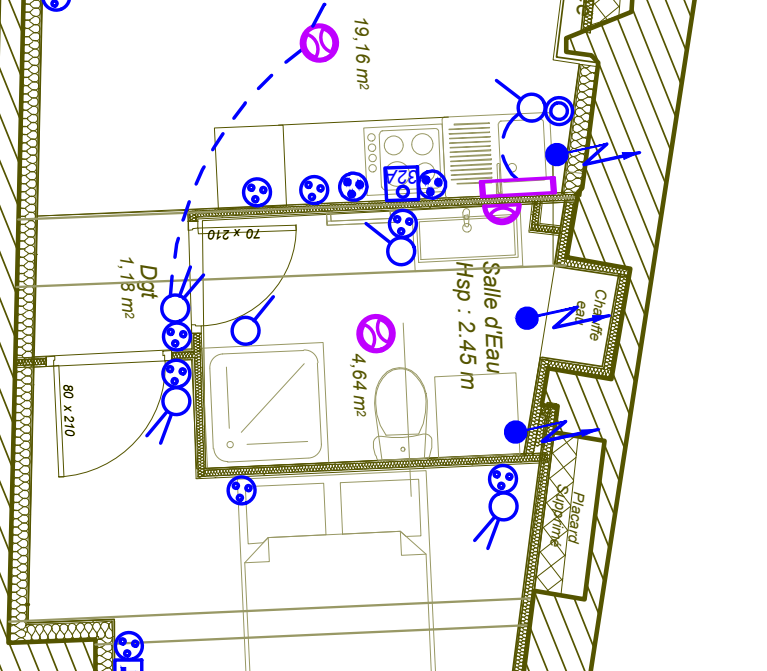 19,16 m²
32A
70 x 210
Dgt
1,18 m²
Salle d'Eau
Hsp : 2.45 m
4,64 m²
Chauffe
eau
80 x 210
Placard
Supprimé